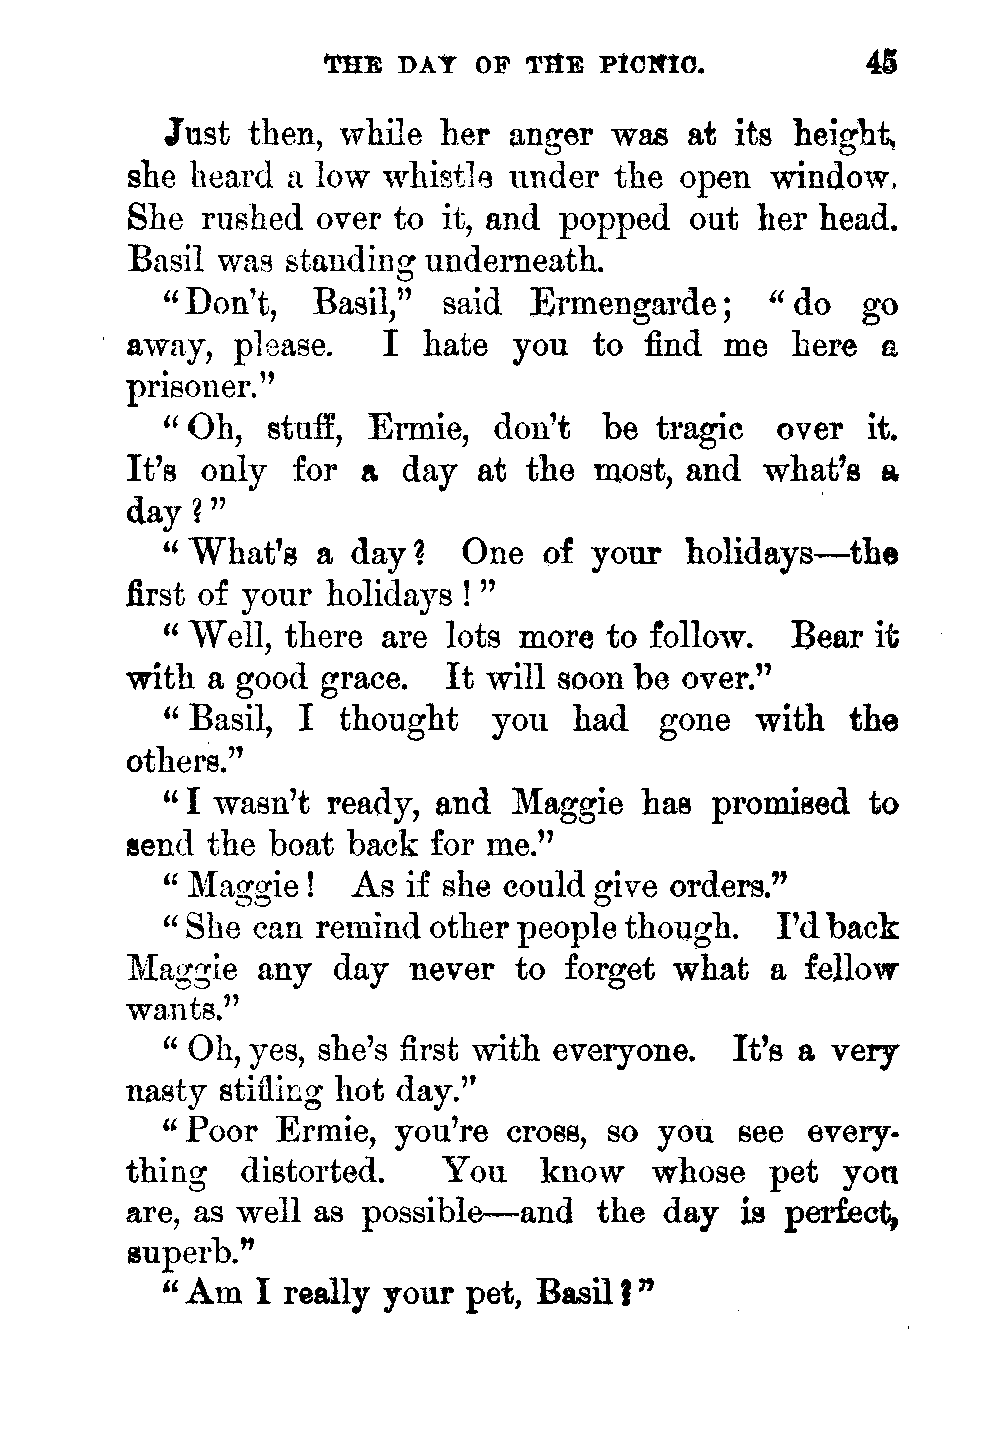 THE DAY OF THE PICNIC. 45
Just then, while her anger was at its height,
she heard a low whistle under the open window.
She rushed over to it, and popped out her head.
Basil was standing underneath.
"Don't, Basil," said Ermengarde; "do go
away, please. I hate you to find me here a
prisoner."
"Oh, stuff, Ermie, don't be tragic over it.
It's only for a day at the most, and what's a
day?"
"What's a day? One of your holidays—the
first of your holidays!"
"Well, there are lots more to follow. Bear it
with a good grace. It will soon be over."
"Basil, I thought you had gone with the
others."
"I wasn't ready, and Maggie has promised to
send the boat back for me."
"Maggie! As if she could give orders."
"She can remind other people though. I'd back
Maggie any day never to forget what a fellow
wants."
"Oh, yes, she's first with everyone. It's a very
nasty stifling hot day."
"Poor Ermie, you're cross, so you see every-
thing distorted. You know whose pet you
are, as well as possible—and the day is perfect,
superb."
"Am I really your pet, Basil?"